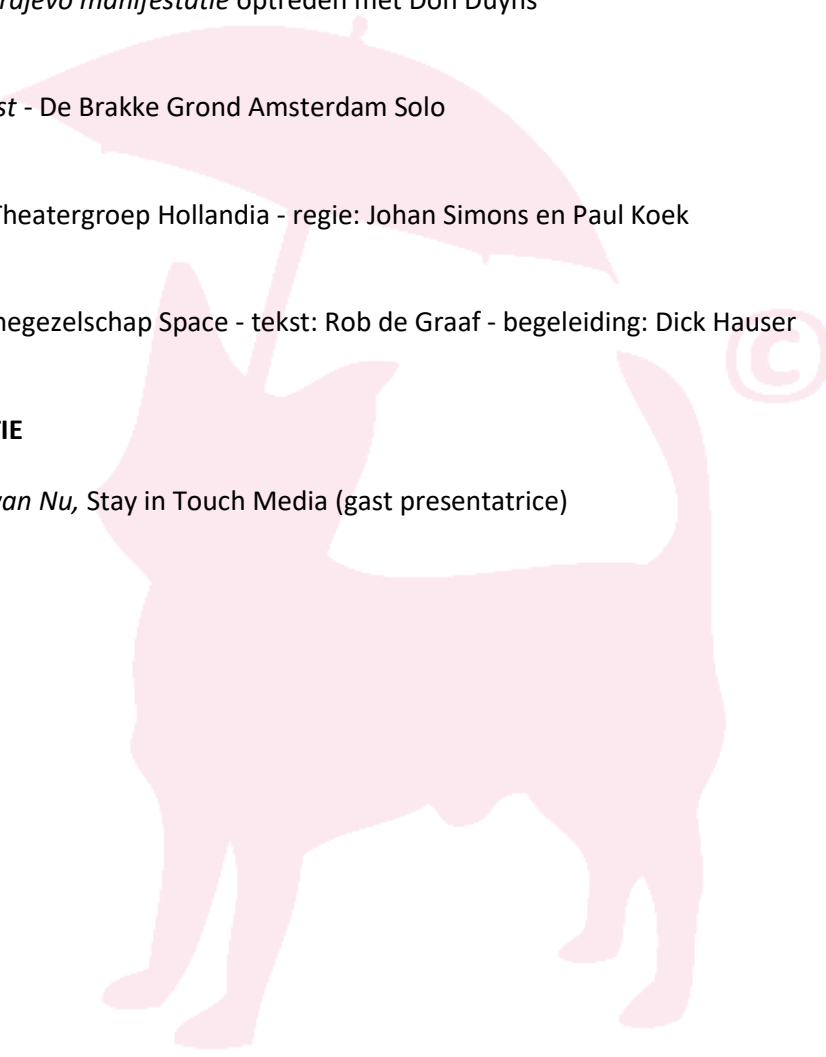 rajevo manifestatie optreden met Don Duyns
st - De Brakke Grond Amsterdam Solo
Theatergroep Hollandia - regie: Johan Simons en Paul Koek
negezelschap Space - tekst: Rob de Graaf - begeleiding: Dick Hauser
©
TIE
van Nu, Stay in Touch Media (gast presentatrice)